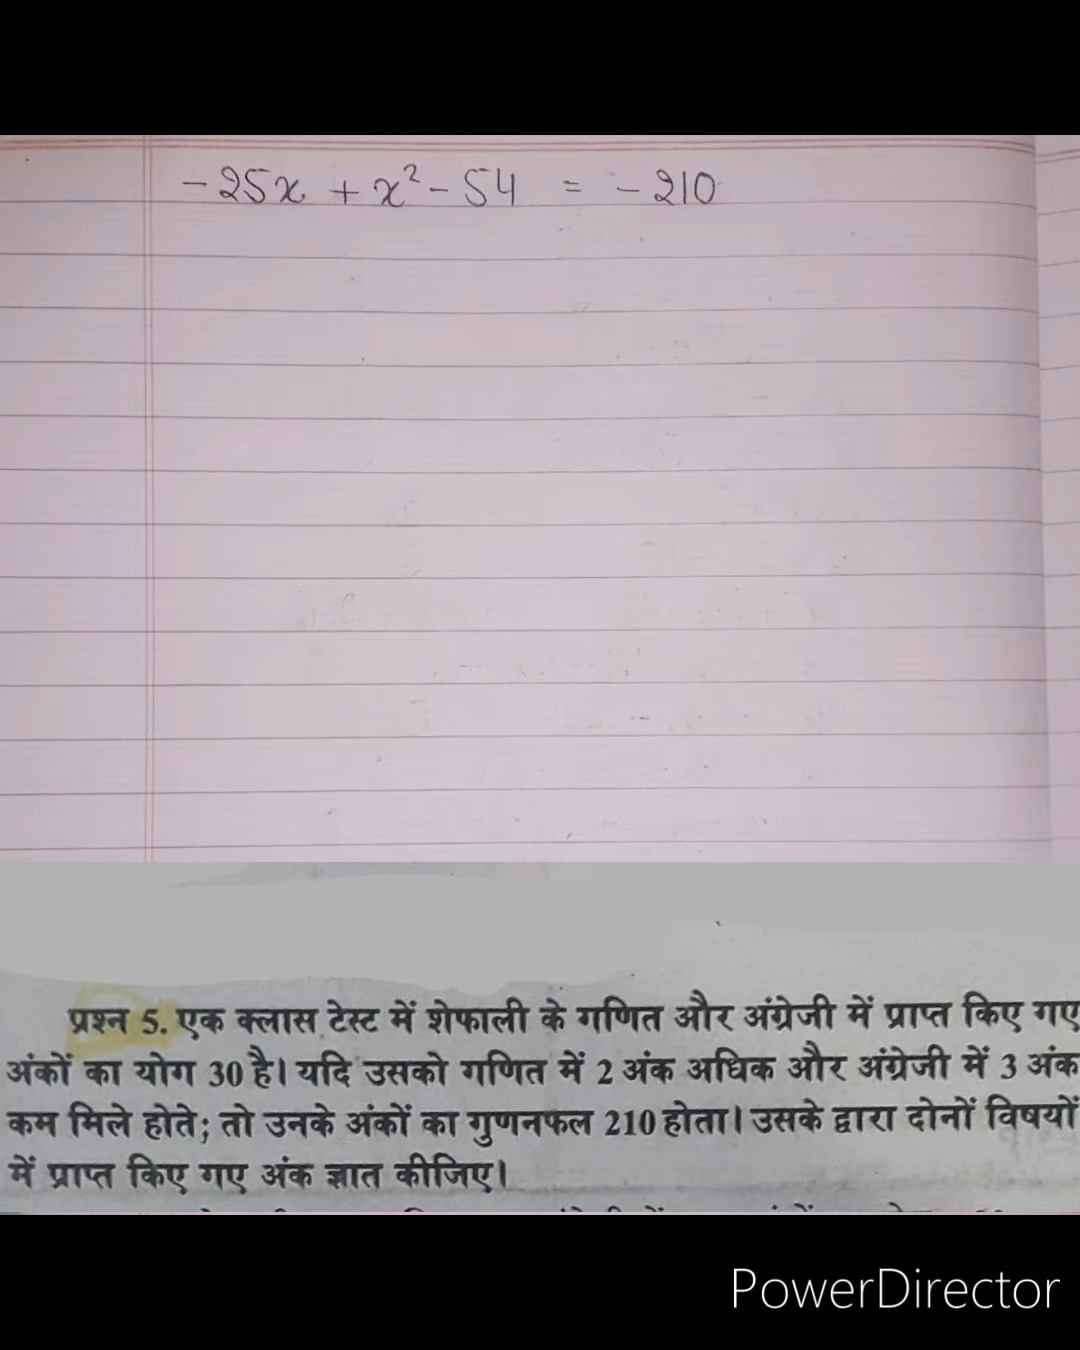 -25x + x² - 54 = -210
प्रश्न 5. एक क्लास टेस्ट में शेफाली के गणित और अंग्रेजी में प्राप्त किए गए
अंकों का योग 30 है। यदि उसको गणित में 2 अंक अधिक और अंग्रेजी में 3 अंक
कम मिले होते; तो उनके अंकों का गुणनफल 210 होता। उसके द्वारा दोनों विषयों
में प्राप्त किए गए अंक ज्ञात कीजिए।
PowerDirector